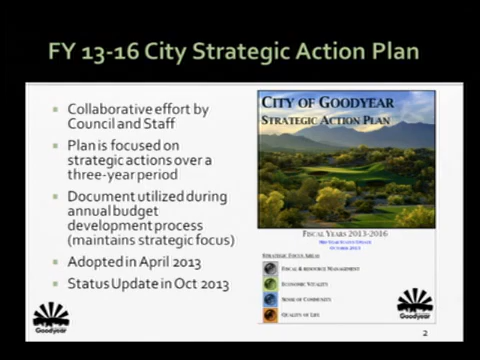 FY 13-16 City Strategic Action Plan
Collaborative effort by
Council and Staff
Plan is focused on
strategic actions over a
three-year period
Document utilized during
annual budget
development process
(maintains strategic focus)
Adopted in April 2013
Status Update in Oct 2013
CITY OF GOODYEAR
STRATEGIC ACTION PLAN
FISCAL YEARS 2013-2016
MID-YEAR STATUS UPDATE
OCTOBER 2013
STRATEGIC FOCUS AREAS
FISCAL & RESOURCE MANAGEMENT
ECONOMIC VITALITY
SENSE OF COMMUNITY
QUALITY OF LIFE
Goodyear
Goodyear
2